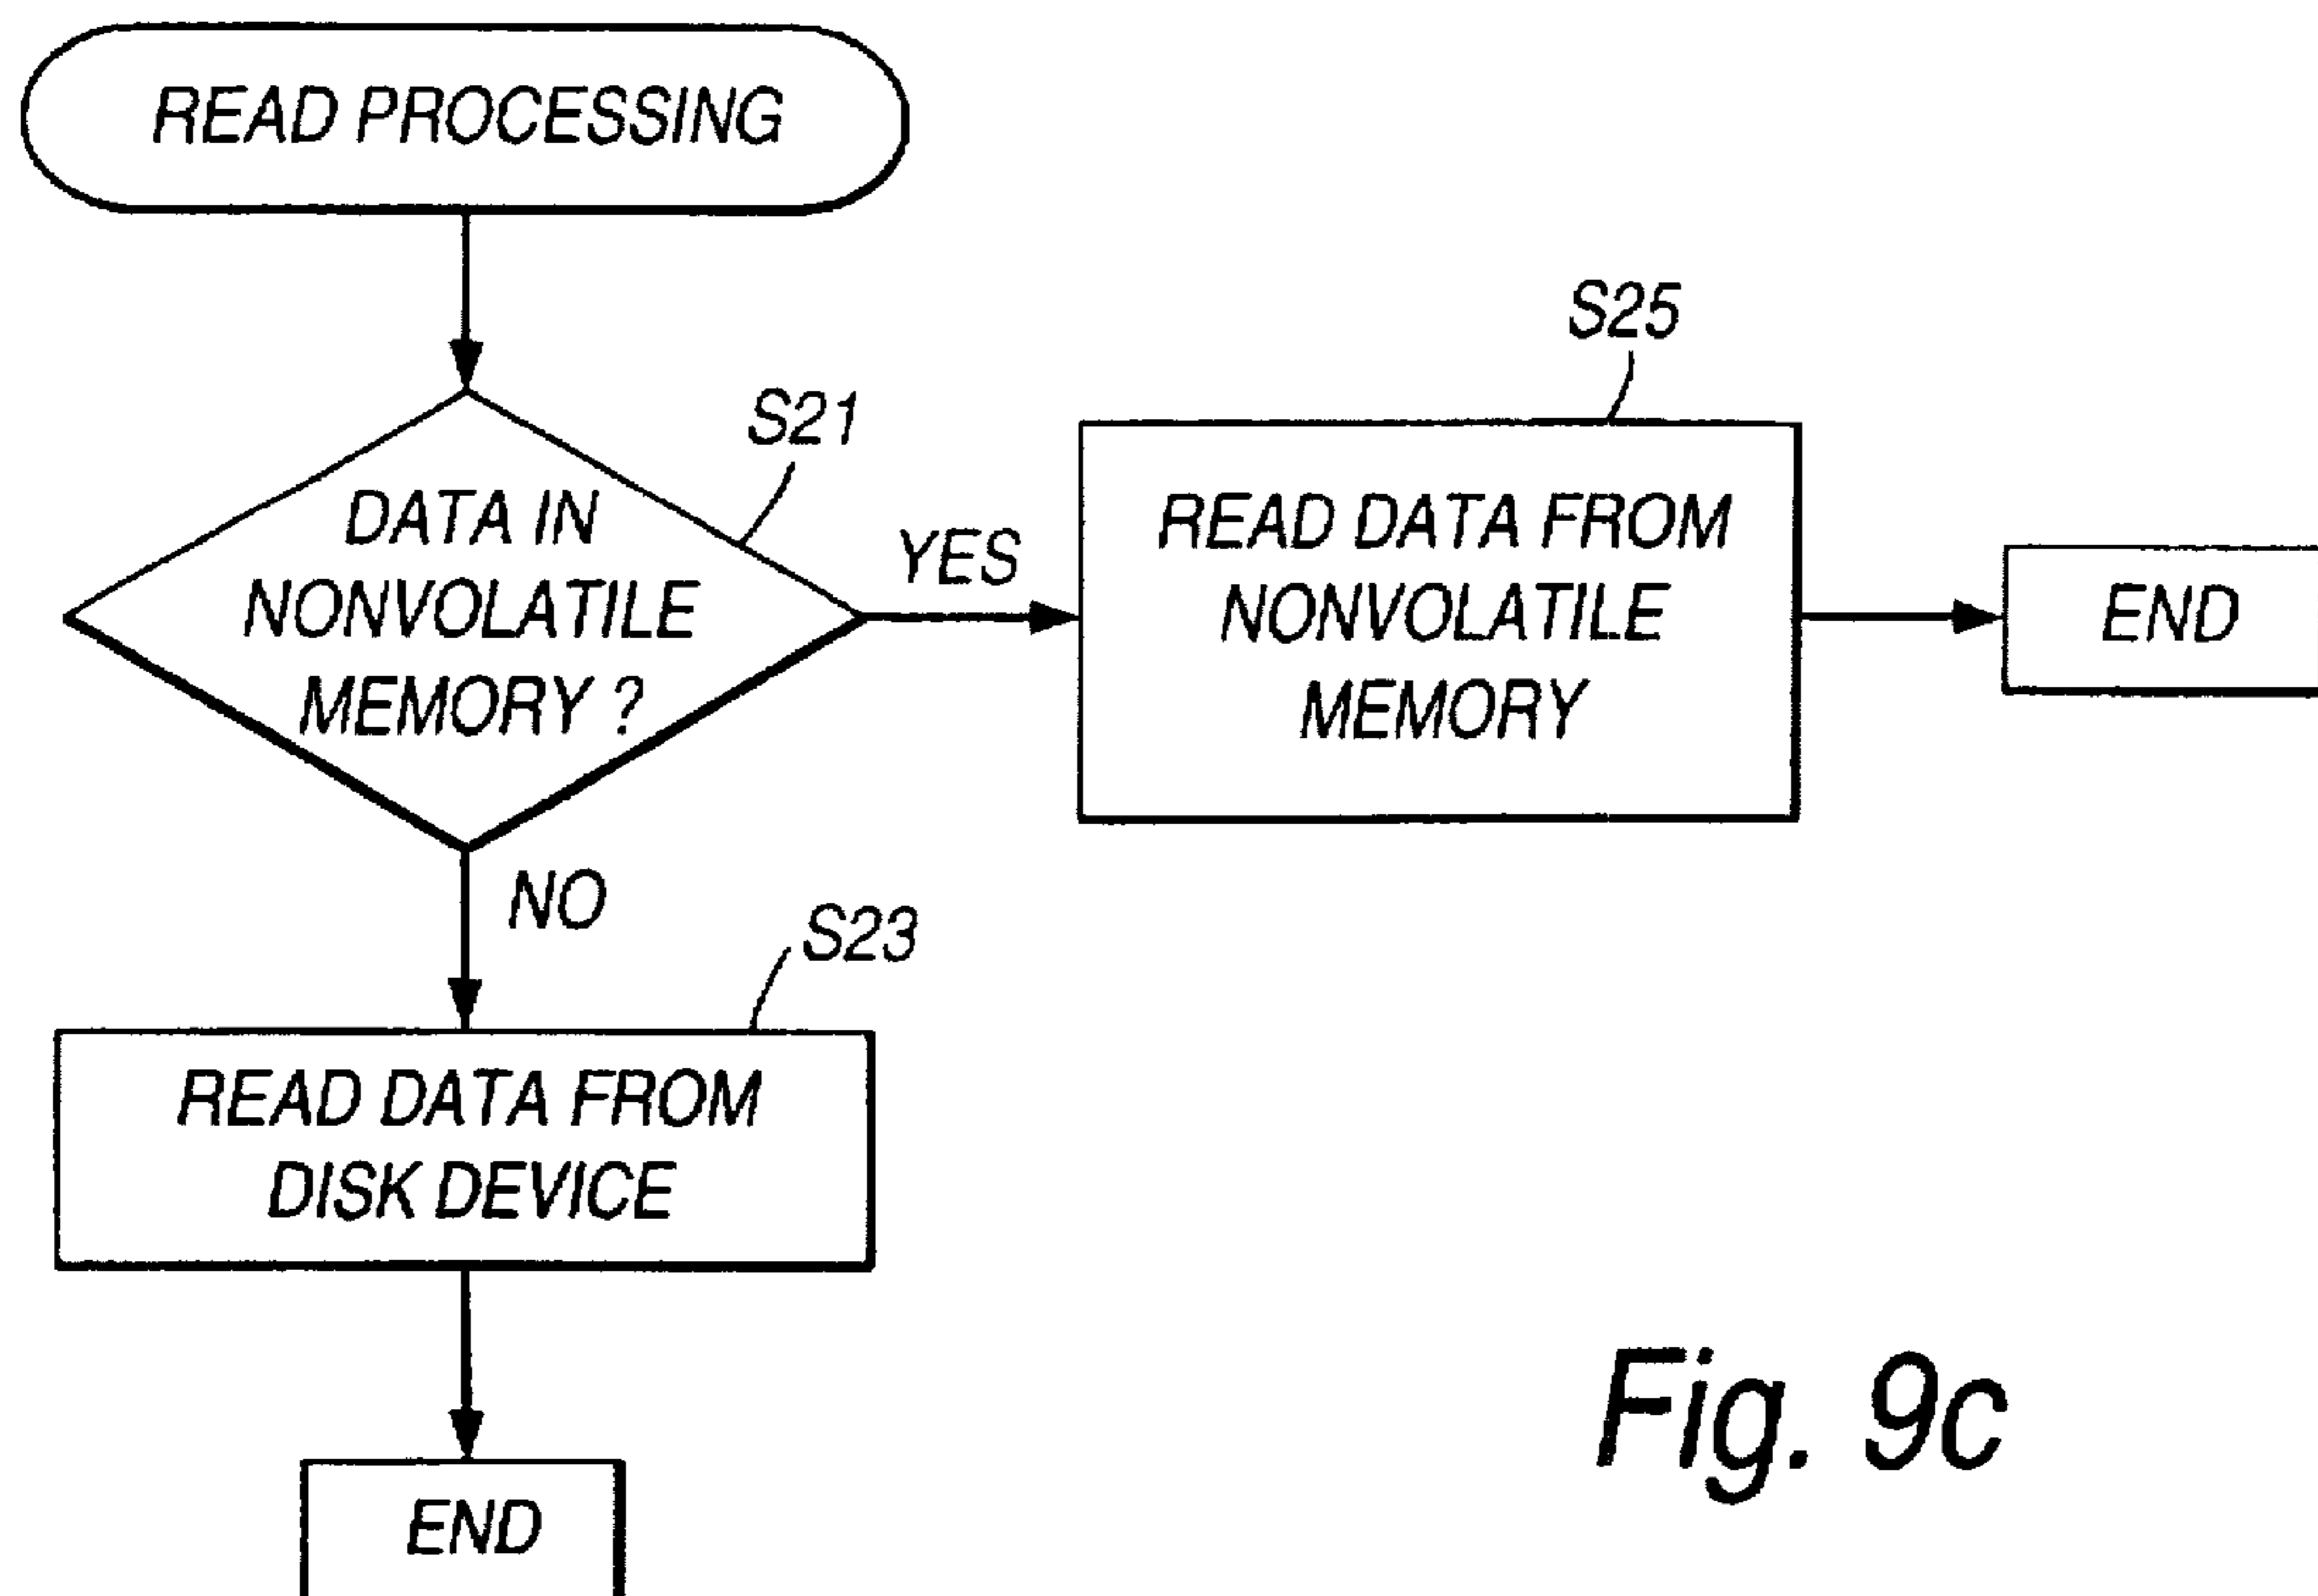 READ PROCESSING
S25
S21
DATA IN
NONVOLATILE
MEMORY ?
YES
READ DATA FROM
NONVOLATILE
MEMORY
END
NO
S23
READ DATA FROM
DISK DEVICE
END
Fig. 9c